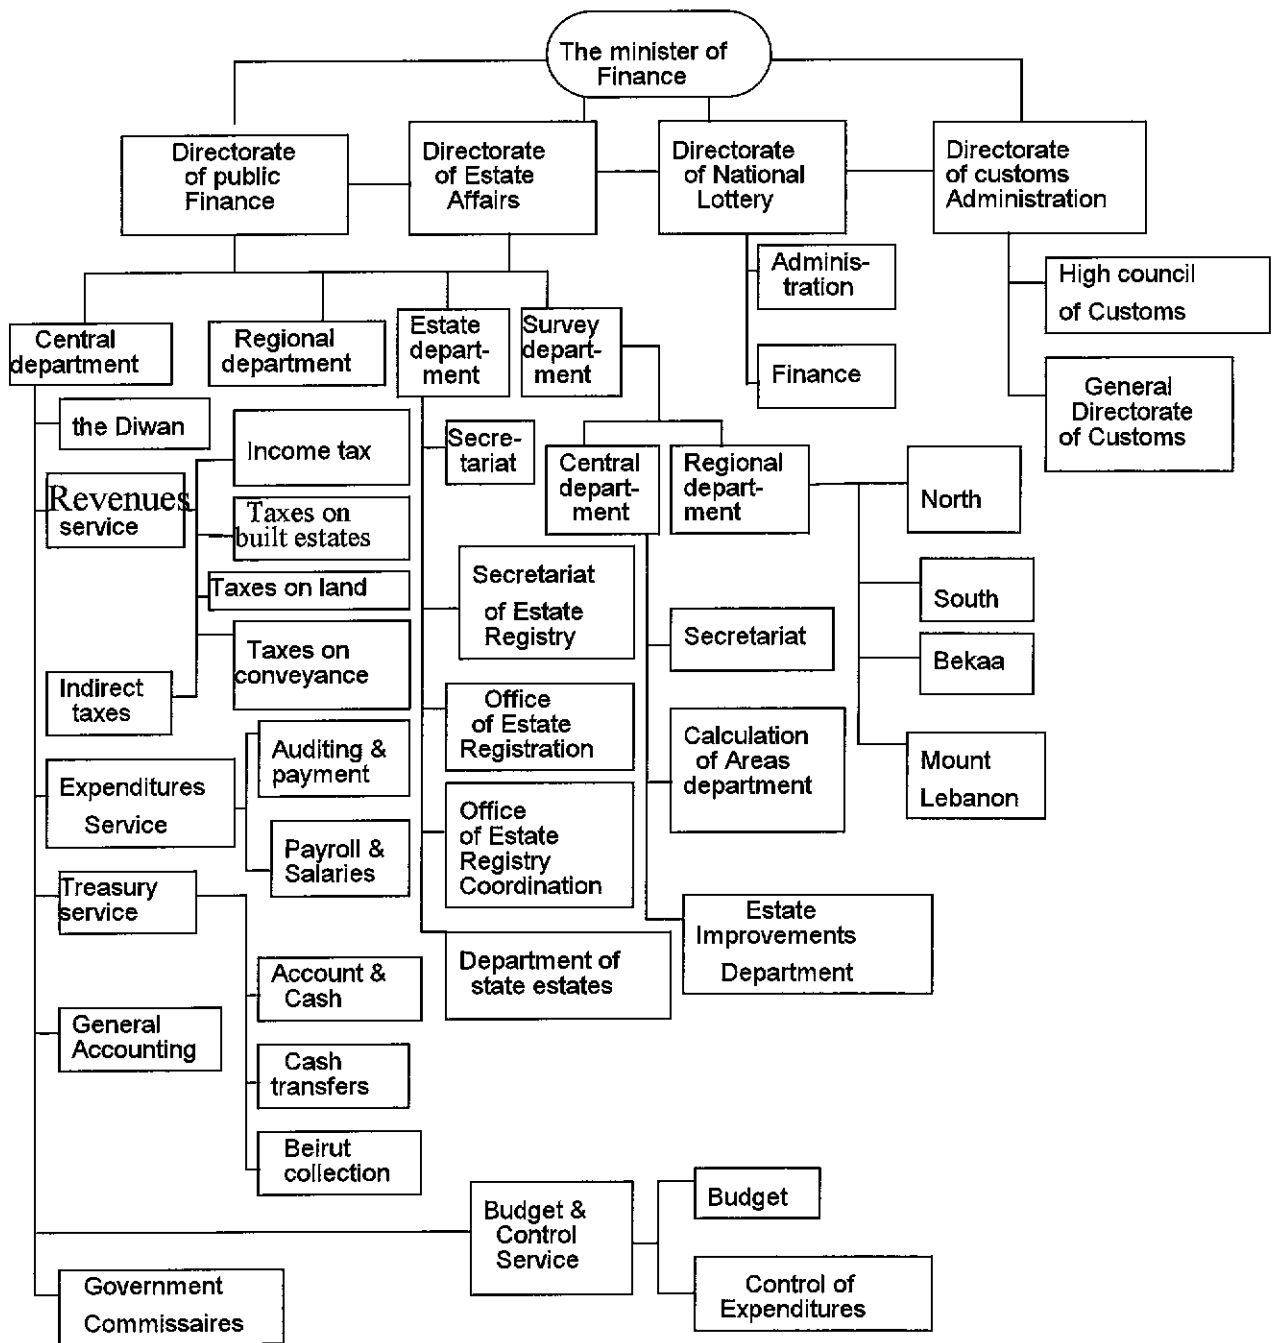 The minister of
Finance
Directorate
of public
Finance
Directorate
of Estate
Affairs
Directorate
of National
Lottery
Directorate
of customs
Administration
Adminis-
tration
Finance
High council
of Customs
General
Directorate
of Customs
Central
department
Regional
department
Estate
depart-
ment
Survey
depart-
ment
the Diwan
Revenues
service
Income tax
Taxes on
built estates
Taxes on land
Taxes on
conveyance
Indirect
taxes
Expenditures
Service
Auditing &
payment
Payroll &
Salaries
Treasury
service
Account &
Cash
Cash
transfers
Beirut
collection
General
Accounting
Budget &
Control
Service
Budget
Control of
Expenditures
Government
Commissaires
Secre-
tariat
Secretariat
of Estate
Registry
Office
of Estate
Registration
Office
of Estate
Registry
Coordination
Department of
state estates
Central
depart-
ment
Regional
depart-
ment
Secretariat
Calculation
of Areas
department
Estate
Improvements
Department
North
South
Bekaa
Mount
Lebanon